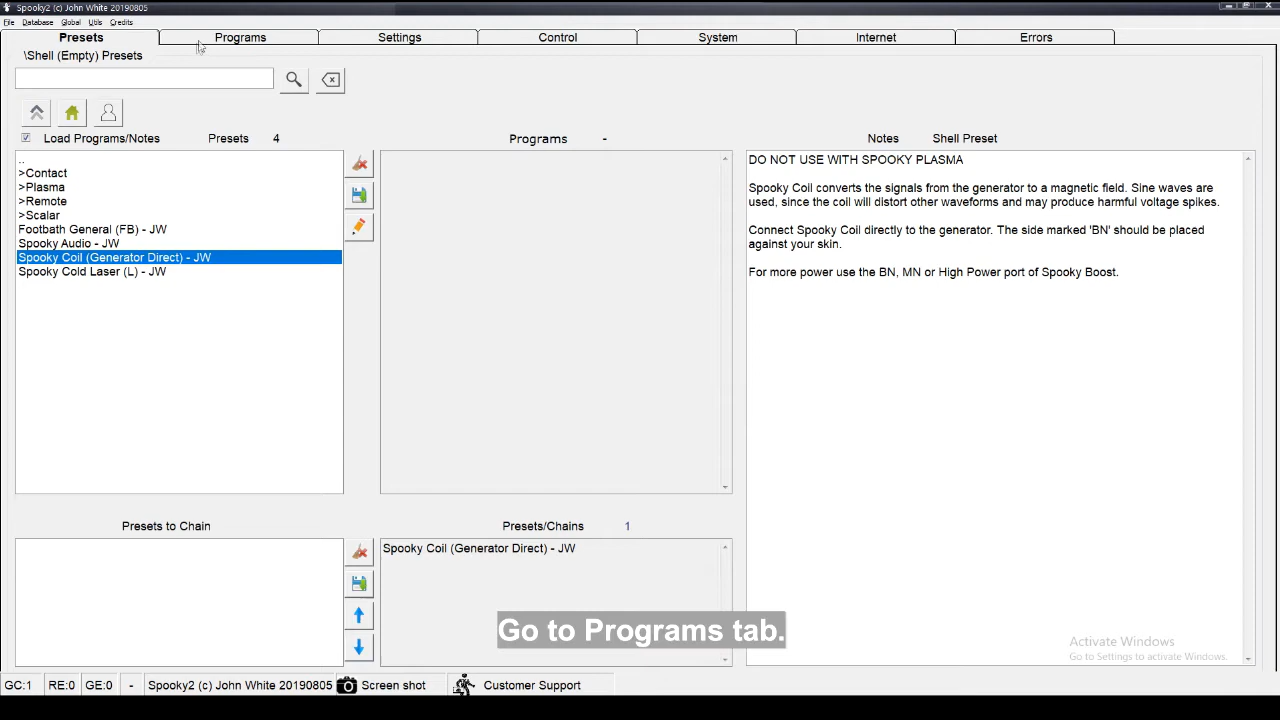 Spooky2 (c) John White 20190805
File Database Global Utils Credits
Presets Programs Settings Control System Internet Errors
\Shell (Empty) Presets
Load Programs/Notes Presets 4 Programs - Notes Shell Preset
..
>Contact
>Plasma
>Remote
>Scalar
Footbath General (FB) - JW
Spooky Audio - JW
Spooky Coil (Generator Direct) - JW
Spooky Cold Laser (L) - JW
DO NOT USE WITH SPOOKY PLASMA
Spooky Coil converts the signals from the generator to a magnetic field. Sine waves are
used, since the coil will distort other waveforms and may produce harmful voltage spikes.
Connect Spooky Coil directly to the generator. The side marked 'BN' should be placed
against your skin.
For more power use the BN, MN or High Power port of Spooky Boost.
Presets to Chain Presets/Chains 1
Spooky Coil (Generator Direct) - JW
Go to Programs tab.
Activate Windows
Go to Settings to activate Windows.
GC:1 RE:0 GE:0 - Spooky2 (c) John White 20190805 Screen shot Customer Support